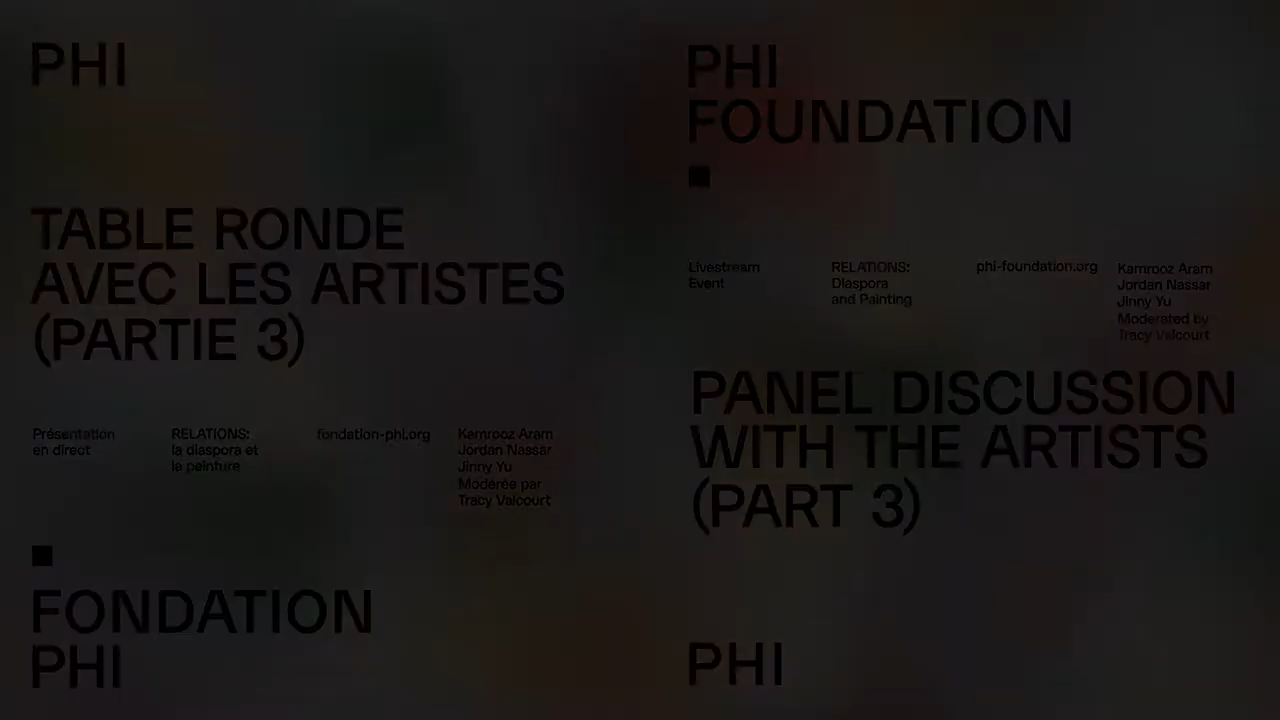 PHI
TABLE RONDE
AVEC LES ARTISTES
(PARTIE 3)
Présentation
en direct
RELATIONS:
la diaspora et
la peinture
fondation-phi.org
Kamrooz Aram
Jordan Nassar
Jinny Yu
Modérée par
Tracy Valcourt
FONDATION
PHI
PHI
FOUNDATION
Livestream
Event
RELATIONS:
Diaspora
and Painting
phi-foundation.org
Kamrooz Aram
Jordan Nassar
Jinny Yu
Moderated by
Tracy Valcourt
PANEL DISCUSSION
WITH THE ARTISTS
(PART 3)
PHI